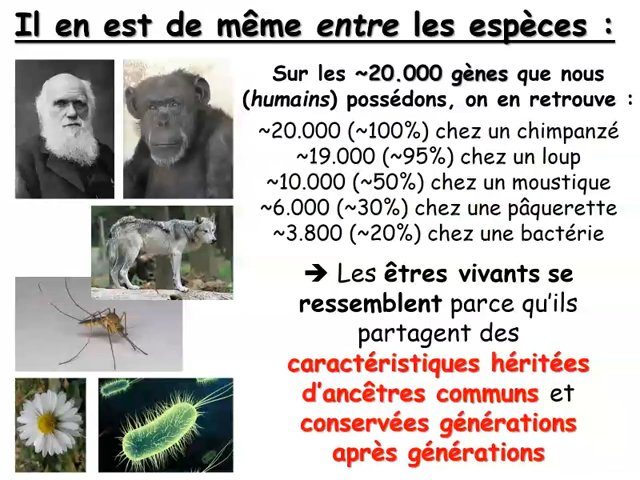 Il en est de même entre les espèces :
Sur les ~20.000 gènes que nous
(humains) possédons, on en retrouve :
~20.000 (~100%) chez un chimpanzé
~19.000 (~95%) chez un loup
~10.000 (~50%) chez un moustique
~6.000 (~30%) chez une pâquerette
~3.800 (~20%) chez une bactérie
➔ Les êtres vivants se
ressemblent parce qu'ils
partagent des
caractéristiques héritées
d'ancêtres communs et
conservées générations
après générations